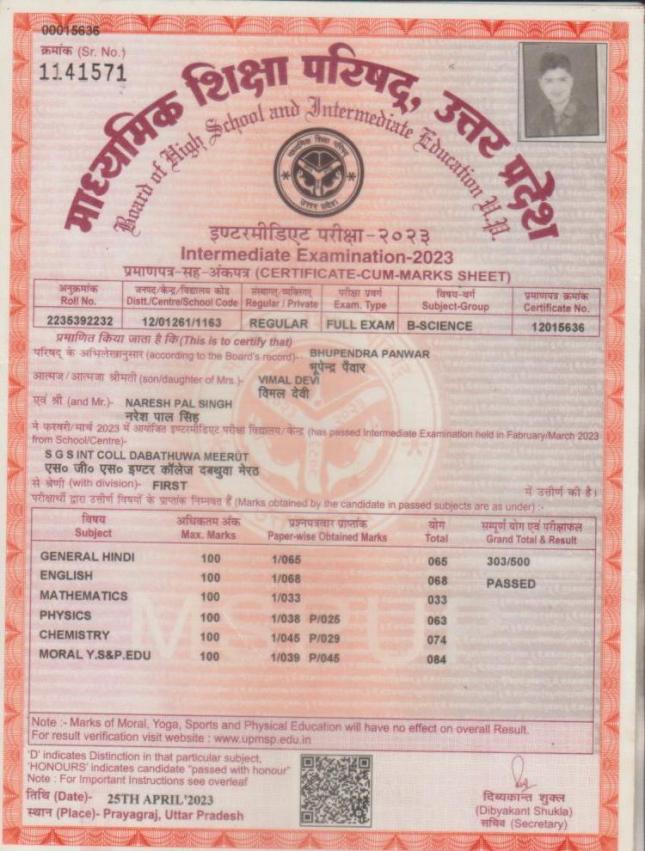 00015636
क्रमांक (Sr. No.)
1141571
माध्यमिक शिक्षा परिषद्, उत्तर प्रदेश
Board of High School and Intermediate Education U.P.
माध्यमिक शिक्षा परिषद
उत्तर प्रदेश
इण्टरमीडिएट परीक्षा-२०२३
Intermediate Examination-2023
प्रमाणपत्र-सह-अंकपत्र (CERTIFICATE-CUM-MARKS SHEET)
अनुक्रमांक जनपद/केन्द्र/विद्यालय कोड संस्थागत/व्यक्तिगत परीक्षा प्रवर्ग विषय-वर्ग प्रमाणपत्र क्रमांक
Roll No. Distt./Centre/School Code Regular / Private Exam. Type Subject-Group Certificate No.
2235392232 12/01261/1163 REGULAR FULL EXAM B-SCIENCE 12015636
प्रमाणित किया जाता है कि(This is to certify that)
परिषद् के अभिलेखानुसार (according to the Board's record)- BHUPENDRA PANWAR
भूपेन्द्र पँवार
आत्मज/आत्मजा श्रीमती (son/daughter of Mrs.)- VIMAL DEVI
विमल देवी
एवं श्री (and Mr.)- NARESH PAL SINGH
नरेश पाल सिंह
ने फरवरी/मार्च 2023 में आयोजित इण्टरमीडिएट परीक्षा विद्यालय/केन्द्र (has passed Intermediate Examination held in Fabruary/March 2023
from School/Centre)-
S G S INT COLL DABATHUWA MEERUT
एस० जी० एस० इण्टर कॉलेज दबथुवा मेरठ
से श्रेणी (with division)- FIRST में उत्तीर्ण की है।
परीक्षार्थी द्वारा उत्तीर्ण विषयों के प्राप्तांक निम्नवत हैं (Marks obtained by the candidate in passed subjects are as under) :-
विषय अधिकतम अंक प्रश्नपत्रवार प्राप्तांक योग सम्पूर्ण योग एवं परीक्षाफल
Subject Max. Marks Paper-wise Obtained Marks Total Grand Total & Result
GENERAL HINDI 100 1/065 065 303/500
ENGLISH 100 1/068 068 PASSED
MATHEMATICS 100 1/033 033
PHYSICS 100 1/038 P/025 063
CHEMISTRY 100 1/045 P/029 074
MORAL Y.S&P.EDU 100 1/039 P/045 084
Note :- Marks of Moral, Yoga, Sports and Physical Education will have no effect on overall Result.
For result verification visit website : www.upmsp.edu.in
'D' indicates Distinction in that particular subject,
'HONOURS' indicates candidate "passed with honour"
Note : For Important Instructions see overleaf
तिथि (Date)- 25TH APRIL'2023
स्थान (Place)- Prayagraj, Uttar Pradesh
दिब्यकान्त शुक्ल
(Dibyakant Shukla)
सचिव (Secretary)